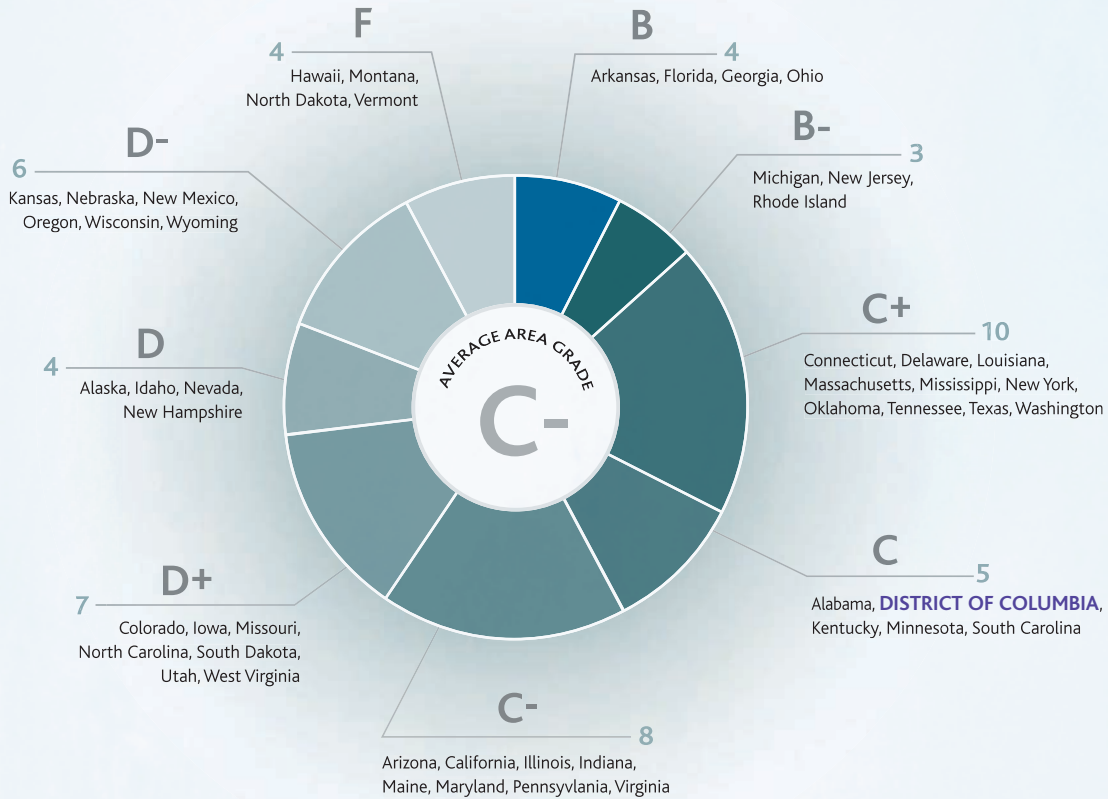 F
4
Hawaii, Montana,
North Dakota, Vermont
B
4
Arkansas, Florida, Georgia, Ohio
B-
3
Michigan, New Jersey,
Rhode Island
C+
10
Connecticut, Delaware, Louisiana,
Massachusetts, Mississippi, New York,
Oklahoma, Tennessee, Texas, Washington
C
5
Alabama, DISTRICT OF COLUMBIA,
Kentucky, Minnesota, South Carolina
C-
8
Arizona, California, Illinois, Indiana,
Maine, Maryland, Pennsyvlania, Virginia
D+
7
Colorado, Iowa, Missouri,
North Carolina, South Dakota,
Utah, West Virginia
D
4
Alaska, Idaho, Nevada,
New Hampshire
D-
6
Kansas, Nebraska, New Mexico,
Oregon, Wisconsin, Wyoming
AVERAGE AREA GRADE
C-